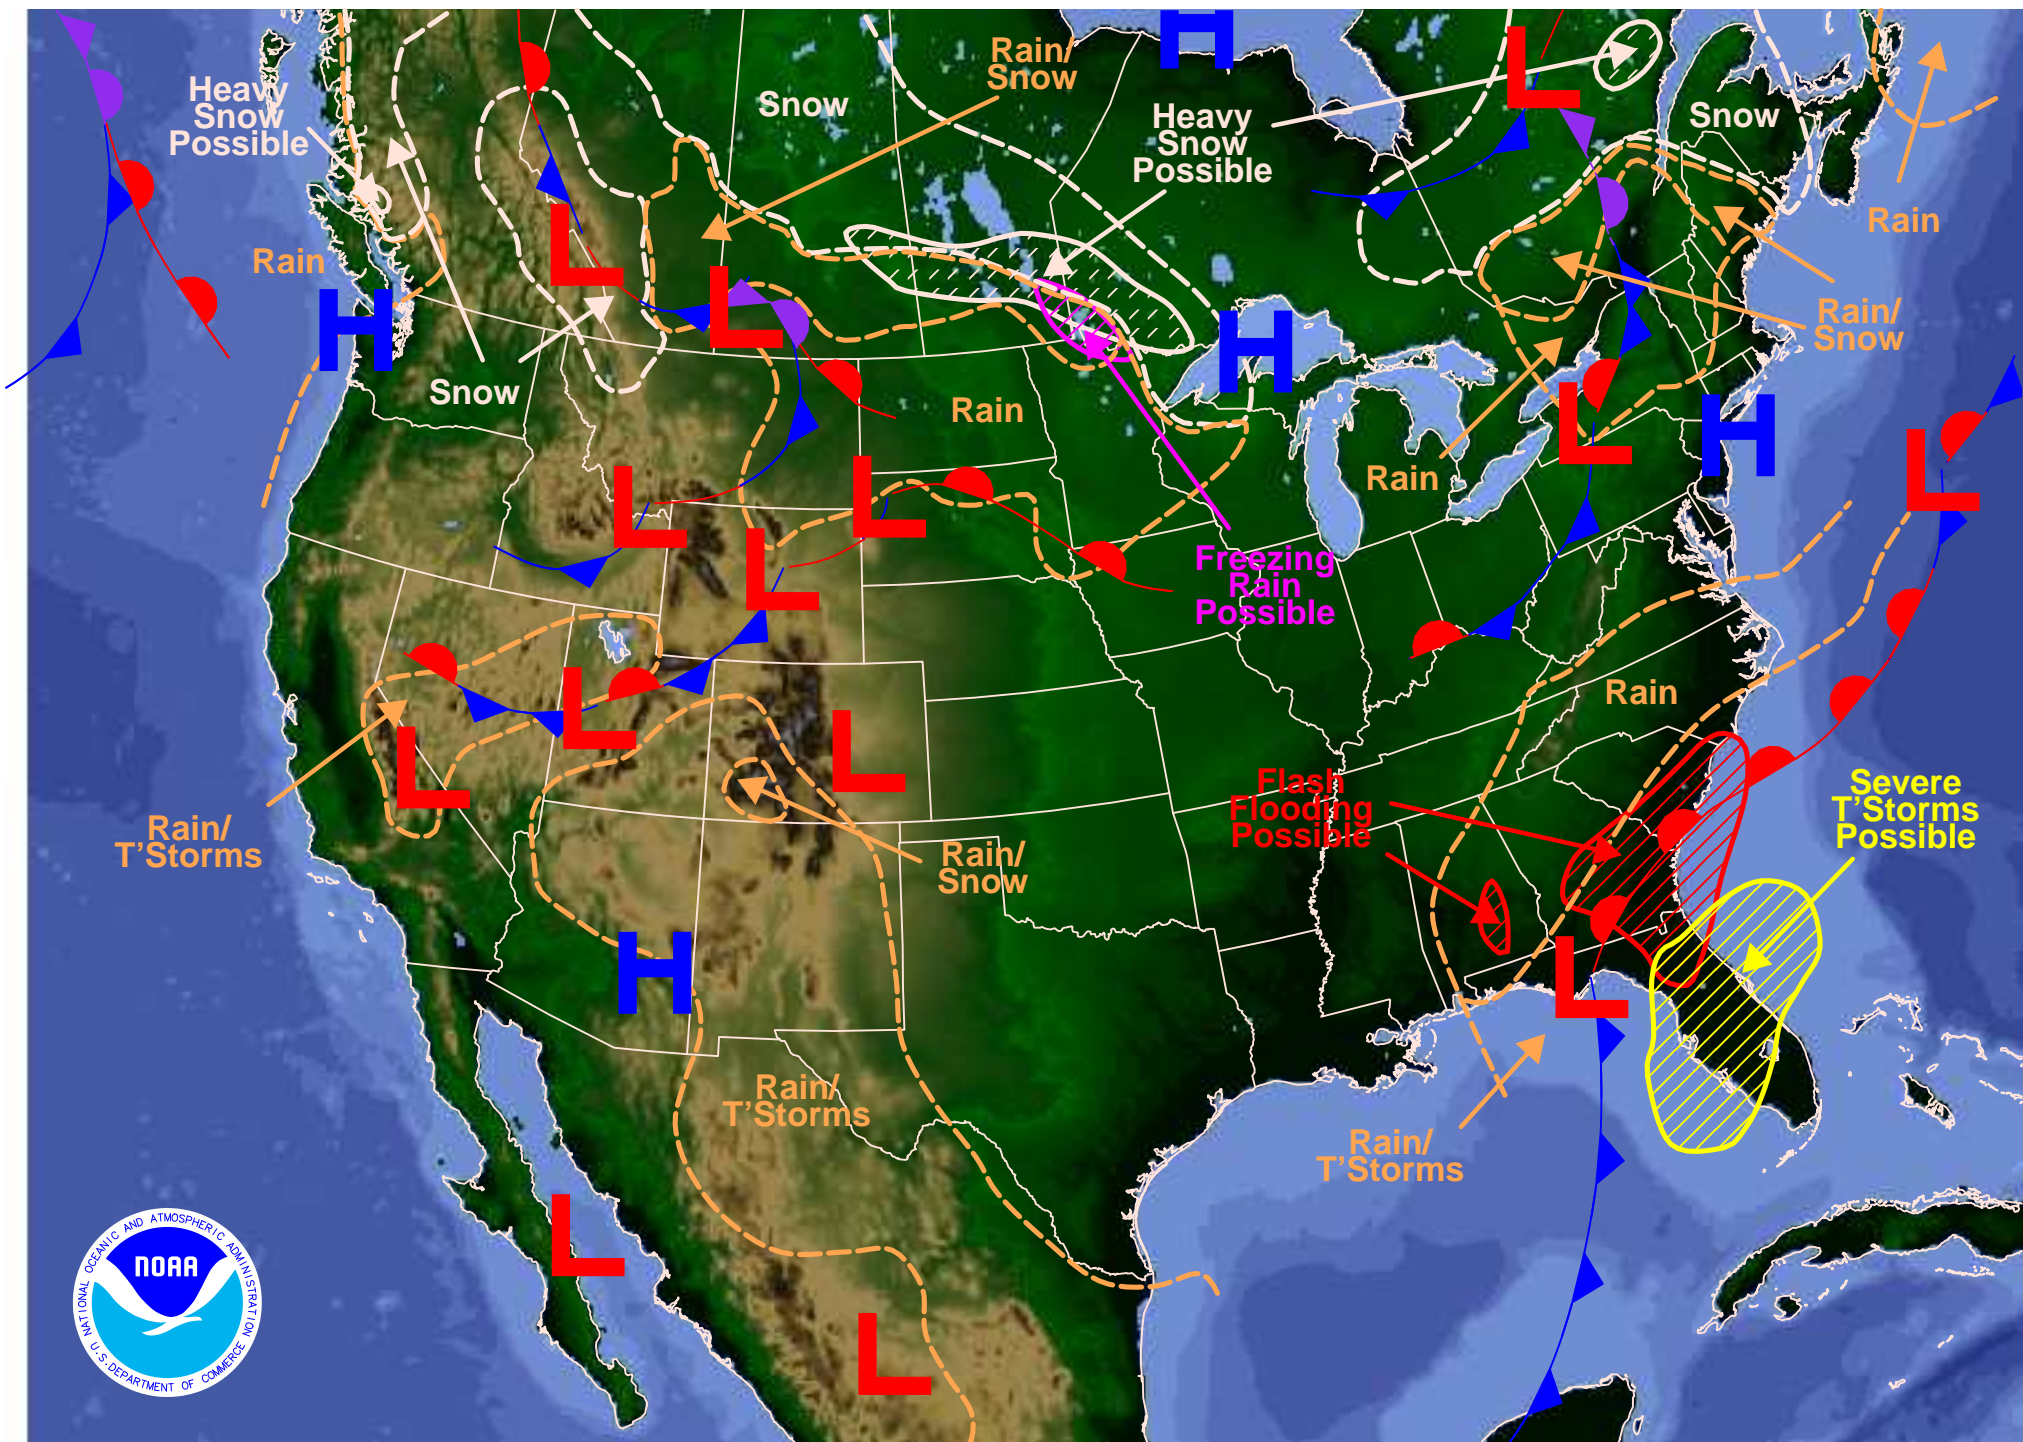 H
L
Rain/
Snow
Snow
Heavy
Snow
Possible
Heavy
Snow
Possible
Snow
Rain
L
Rain
L
H
L
H
Rain/
Snow
Snow
Rain
L
H
Rain
L
L
L
L
Freezing
Rain
Possible
L
L
Rain
L
L
Flash
Flooding
Possible
Severe
T'Storms
Possible
Rain/
T'Storms
Rain/
Snow
H
L
Rain/
T'Storms
Rain/
T'Storms
L
NATIONAL OCEANIC AND ATMOSPHERIC ADMINISTRATION
NOAA
U.S. DEPARTMENT OF COMMERCE
L